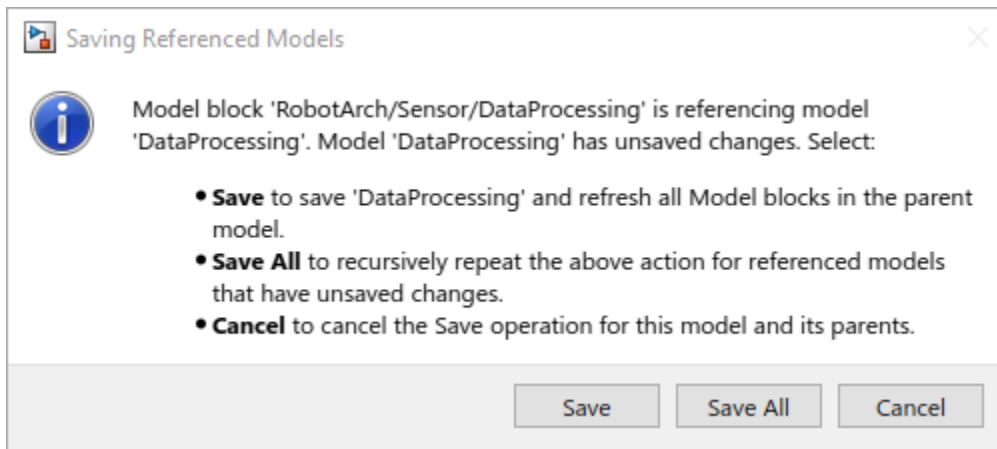 Saving Referenced Models
Model block 'RobotArch/Sensor/DataProcessing' is referencing model
'DataProcessing'. Model 'DataProcessing' has unsaved changes. Select:
• Save to save 'DataProcessing' and refresh all Model blocks in the parent
model.
• Save All to recursively repeat the above action for referenced models
that have unsaved changes.
• Cancel to cancel the Save operation for this model and its parents.
Save Save All Cancel